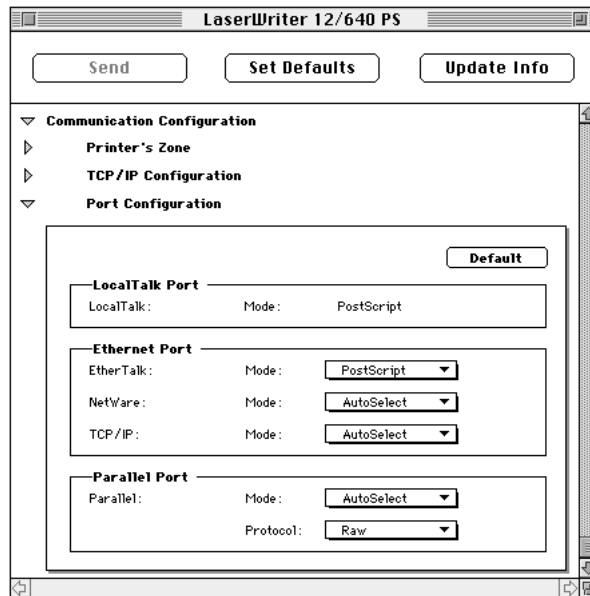 LaserWriter 12/640 PS
Send Set Defaults Update Info
Communication Configuration
Printer's Zone
TCP/IP Configuration
Port Configuration
Default
LocalTalk Port
LocalTalk: Mode: PostScript
Ethernet Port
EtherTalk: Mode: PostScript
NetWare: Mode: AutoSelect
TCP/IP: Mode: AutoSelect
Parallel Port
Parallel: Mode: AutoSelect
Protocol: Raw